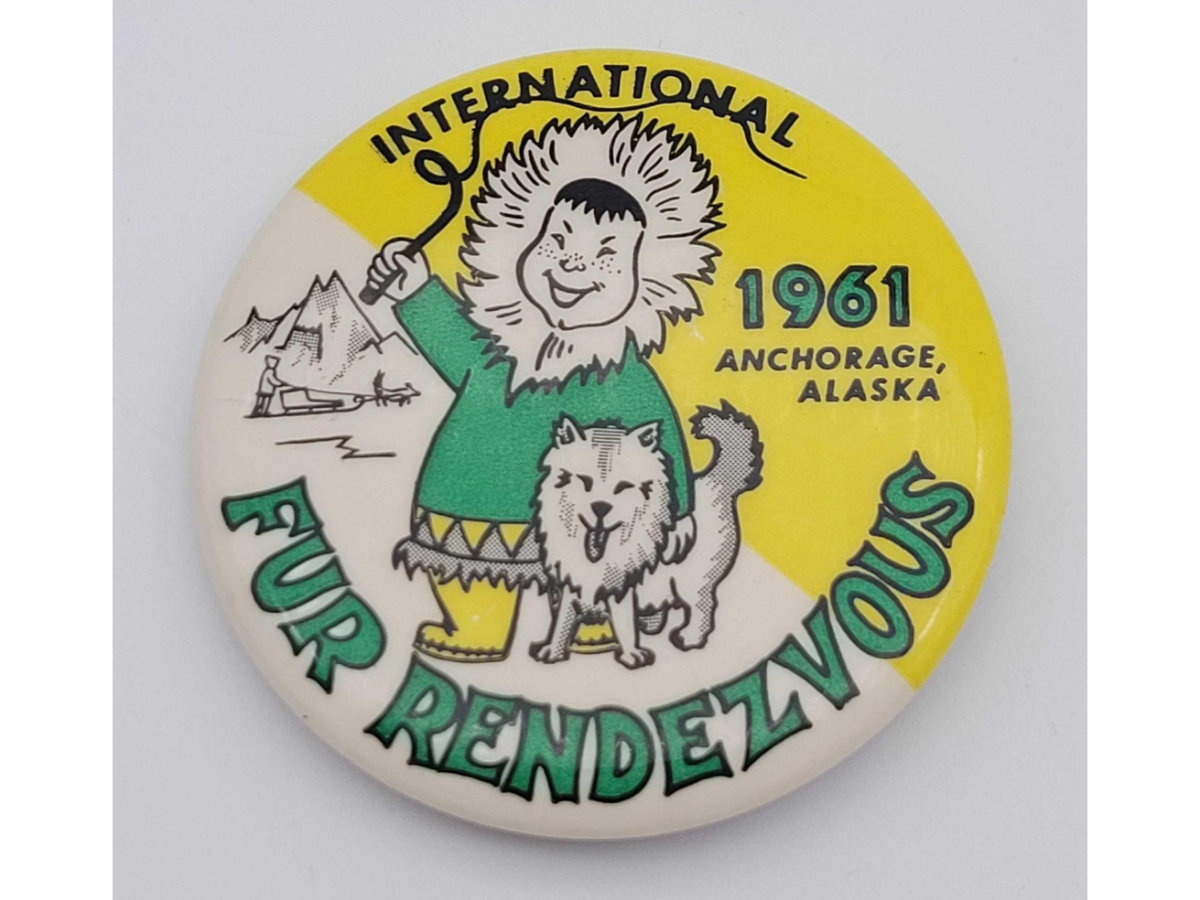 INTERNATIONAL
1961
ANCHORAGE,
ALASKA
FUR RENDEZVOUS